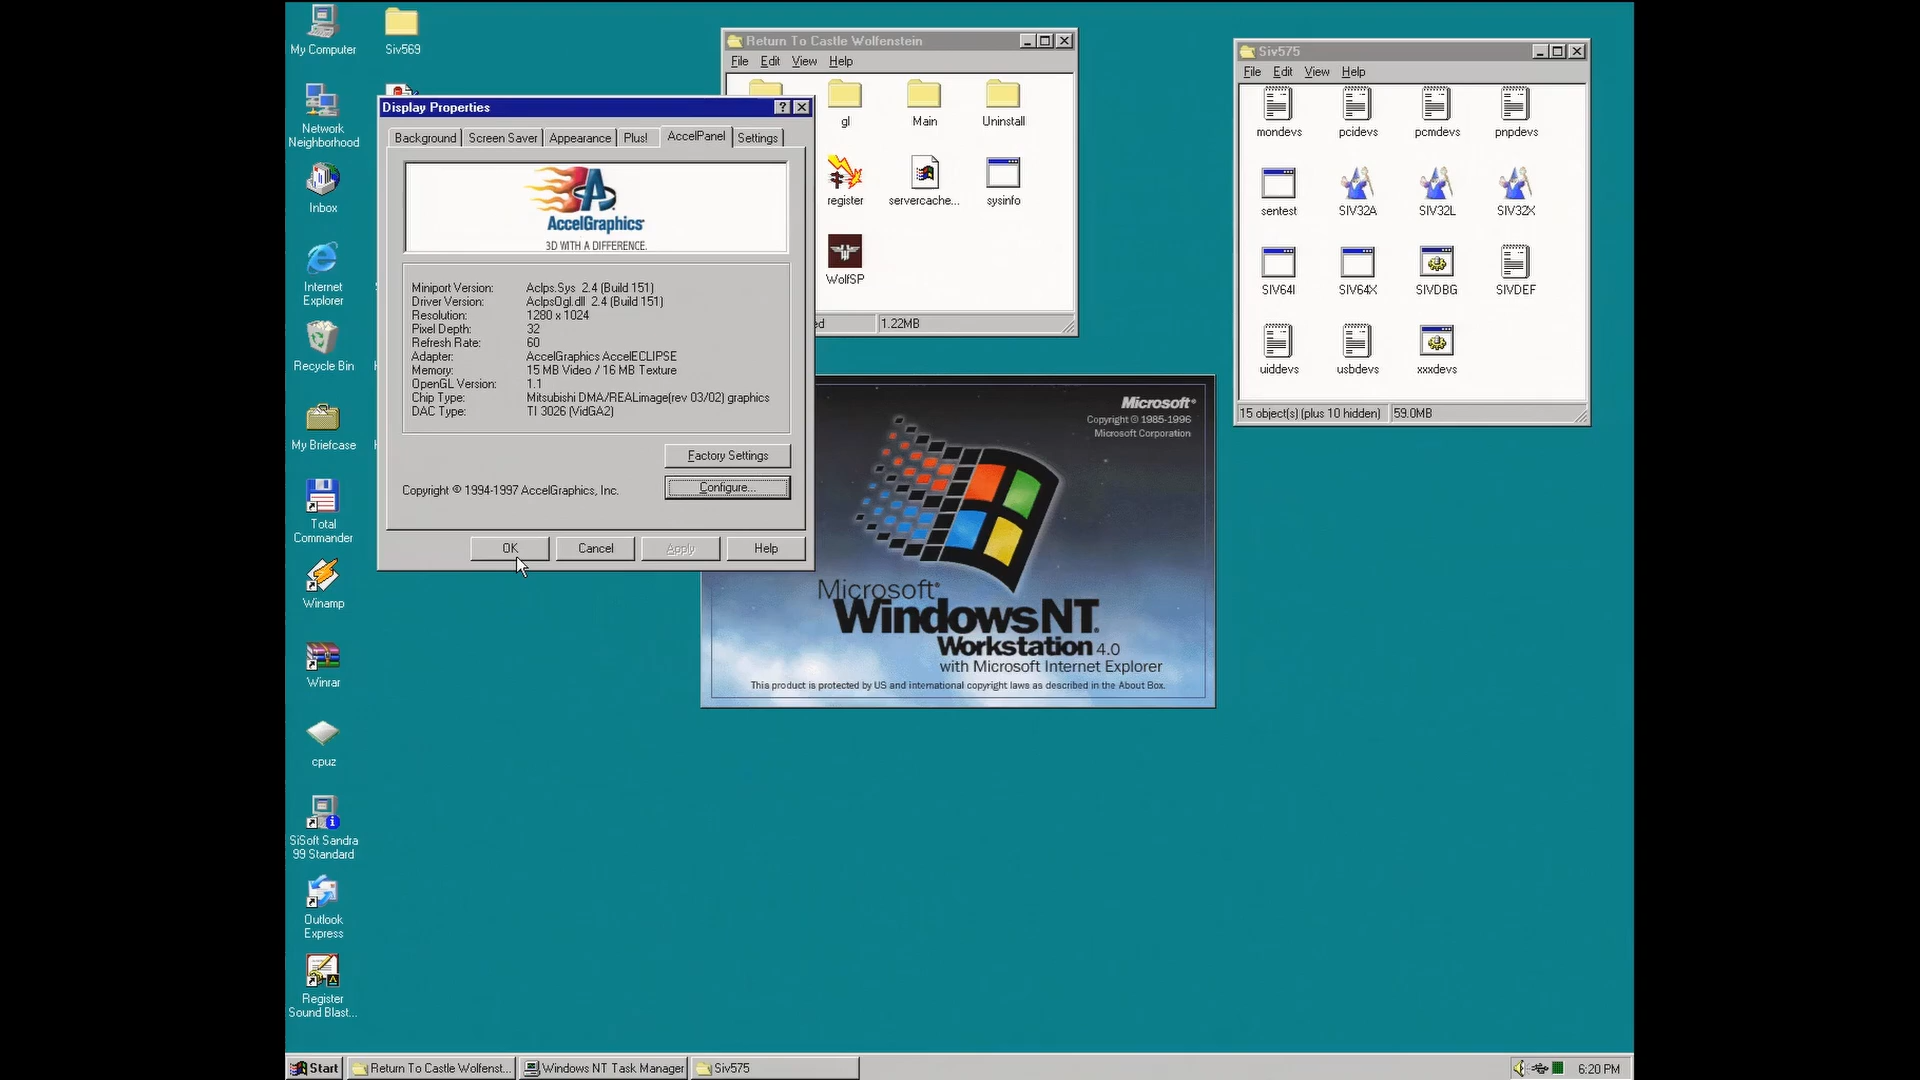 My Computer
Siv569
Network
Neighborhood
Inbox
Internet
Explorer
Recycle Bin
My Briefcase
Total
Commander
Winamp
Winrar
cpuz
SiSoft Sandra
99 Standard
Outlook
Express
Register
Sound Blast...
Display Properties
Background
Screen Saver
Appearance
Plus!
AccelPanel
Settings
AccelGraphics
3D WITH A DIFFERENCE.
Miniport Version: Aclps.Sys 2.4 (Build 151)
Driver Version: AclpsOgl.dll 2.4 (Build 151)
Resolution: 1280 x 1024
Pixel Depth: 32
Refresh Rate: 60
Adapter: AccelGraphics AccelECLIPSE
Memory: 15 MB Video / 16 MB Texture
OpenGL Version: 1.1
Chip Type: Mitsubishi DMA/REALimage(rev 03/02) graphics
DAC Type: TI 3026 (VidGA2)
Factory Settings
Copyright © 1994-1997 AccelGraphics, Inc.
Configure...
OK
Cancel
Apply
Help
Return To Castle Wolfenstein
File Edit View Help
gl
Main
Uninstall
register
servercache...
sysinfo
WolfSP
1.22MB
Siv575
File Edit View Help
mondevs
pcidevs
pcmdevs
pnpdevs
sentest
SIV32A
SIV32L
SIV32X
SIV64I
SIV64X
SIVDBG
SIVDEF
uiddevs
usbdevs
xxxdevs
15 object(s) (plus 10 hidden)
59.0MB
Microsoft®
Copyright © 1985-1996
Microsoft Corporation
Microsoft®
Windows NT®
Workstation 4.0
with Microsoft Internet Explorer
This product is protected by US and international copyright laws as described in the About Box.
Start
Return To Castle Wolfenst...
Windows NT Task Manager
Siv575
6:20 PM